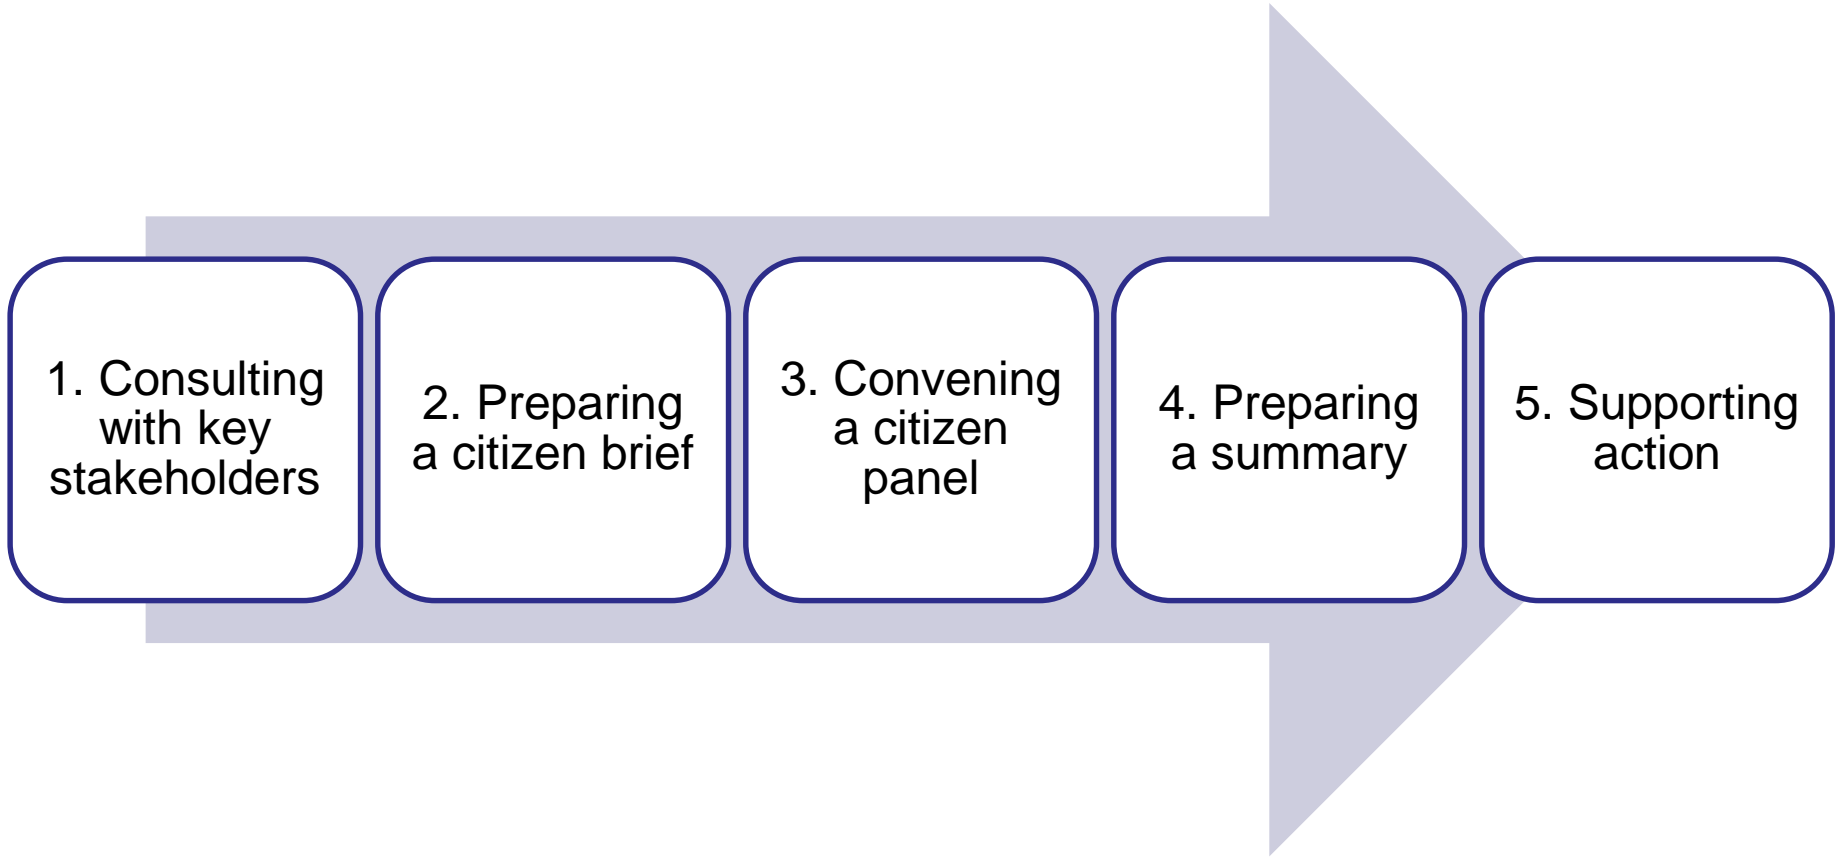 1. Consulting
with key
stakeholders
2. Preparing
a citizen brief
3. Convening
a citizen
panel
4. Preparing
a summary
5. Supporting
action